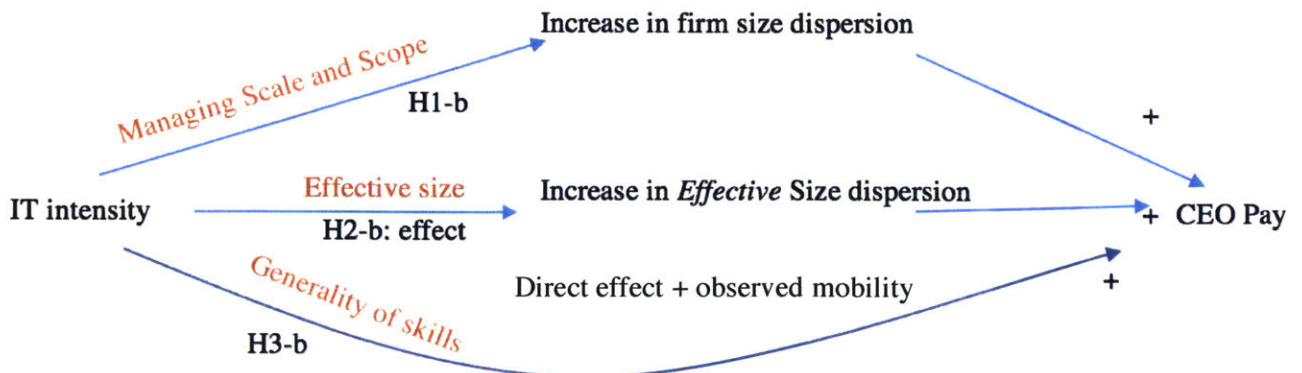 Increase in firm size dispersion
Managing Scale and Scope
H1-b
+
Effective size
Increase in Effective Size dispersion
IT intensity
H2-b: effect
+ CEO Pay
Generality of skills
Direct effect + observed mobility
+
H3-b